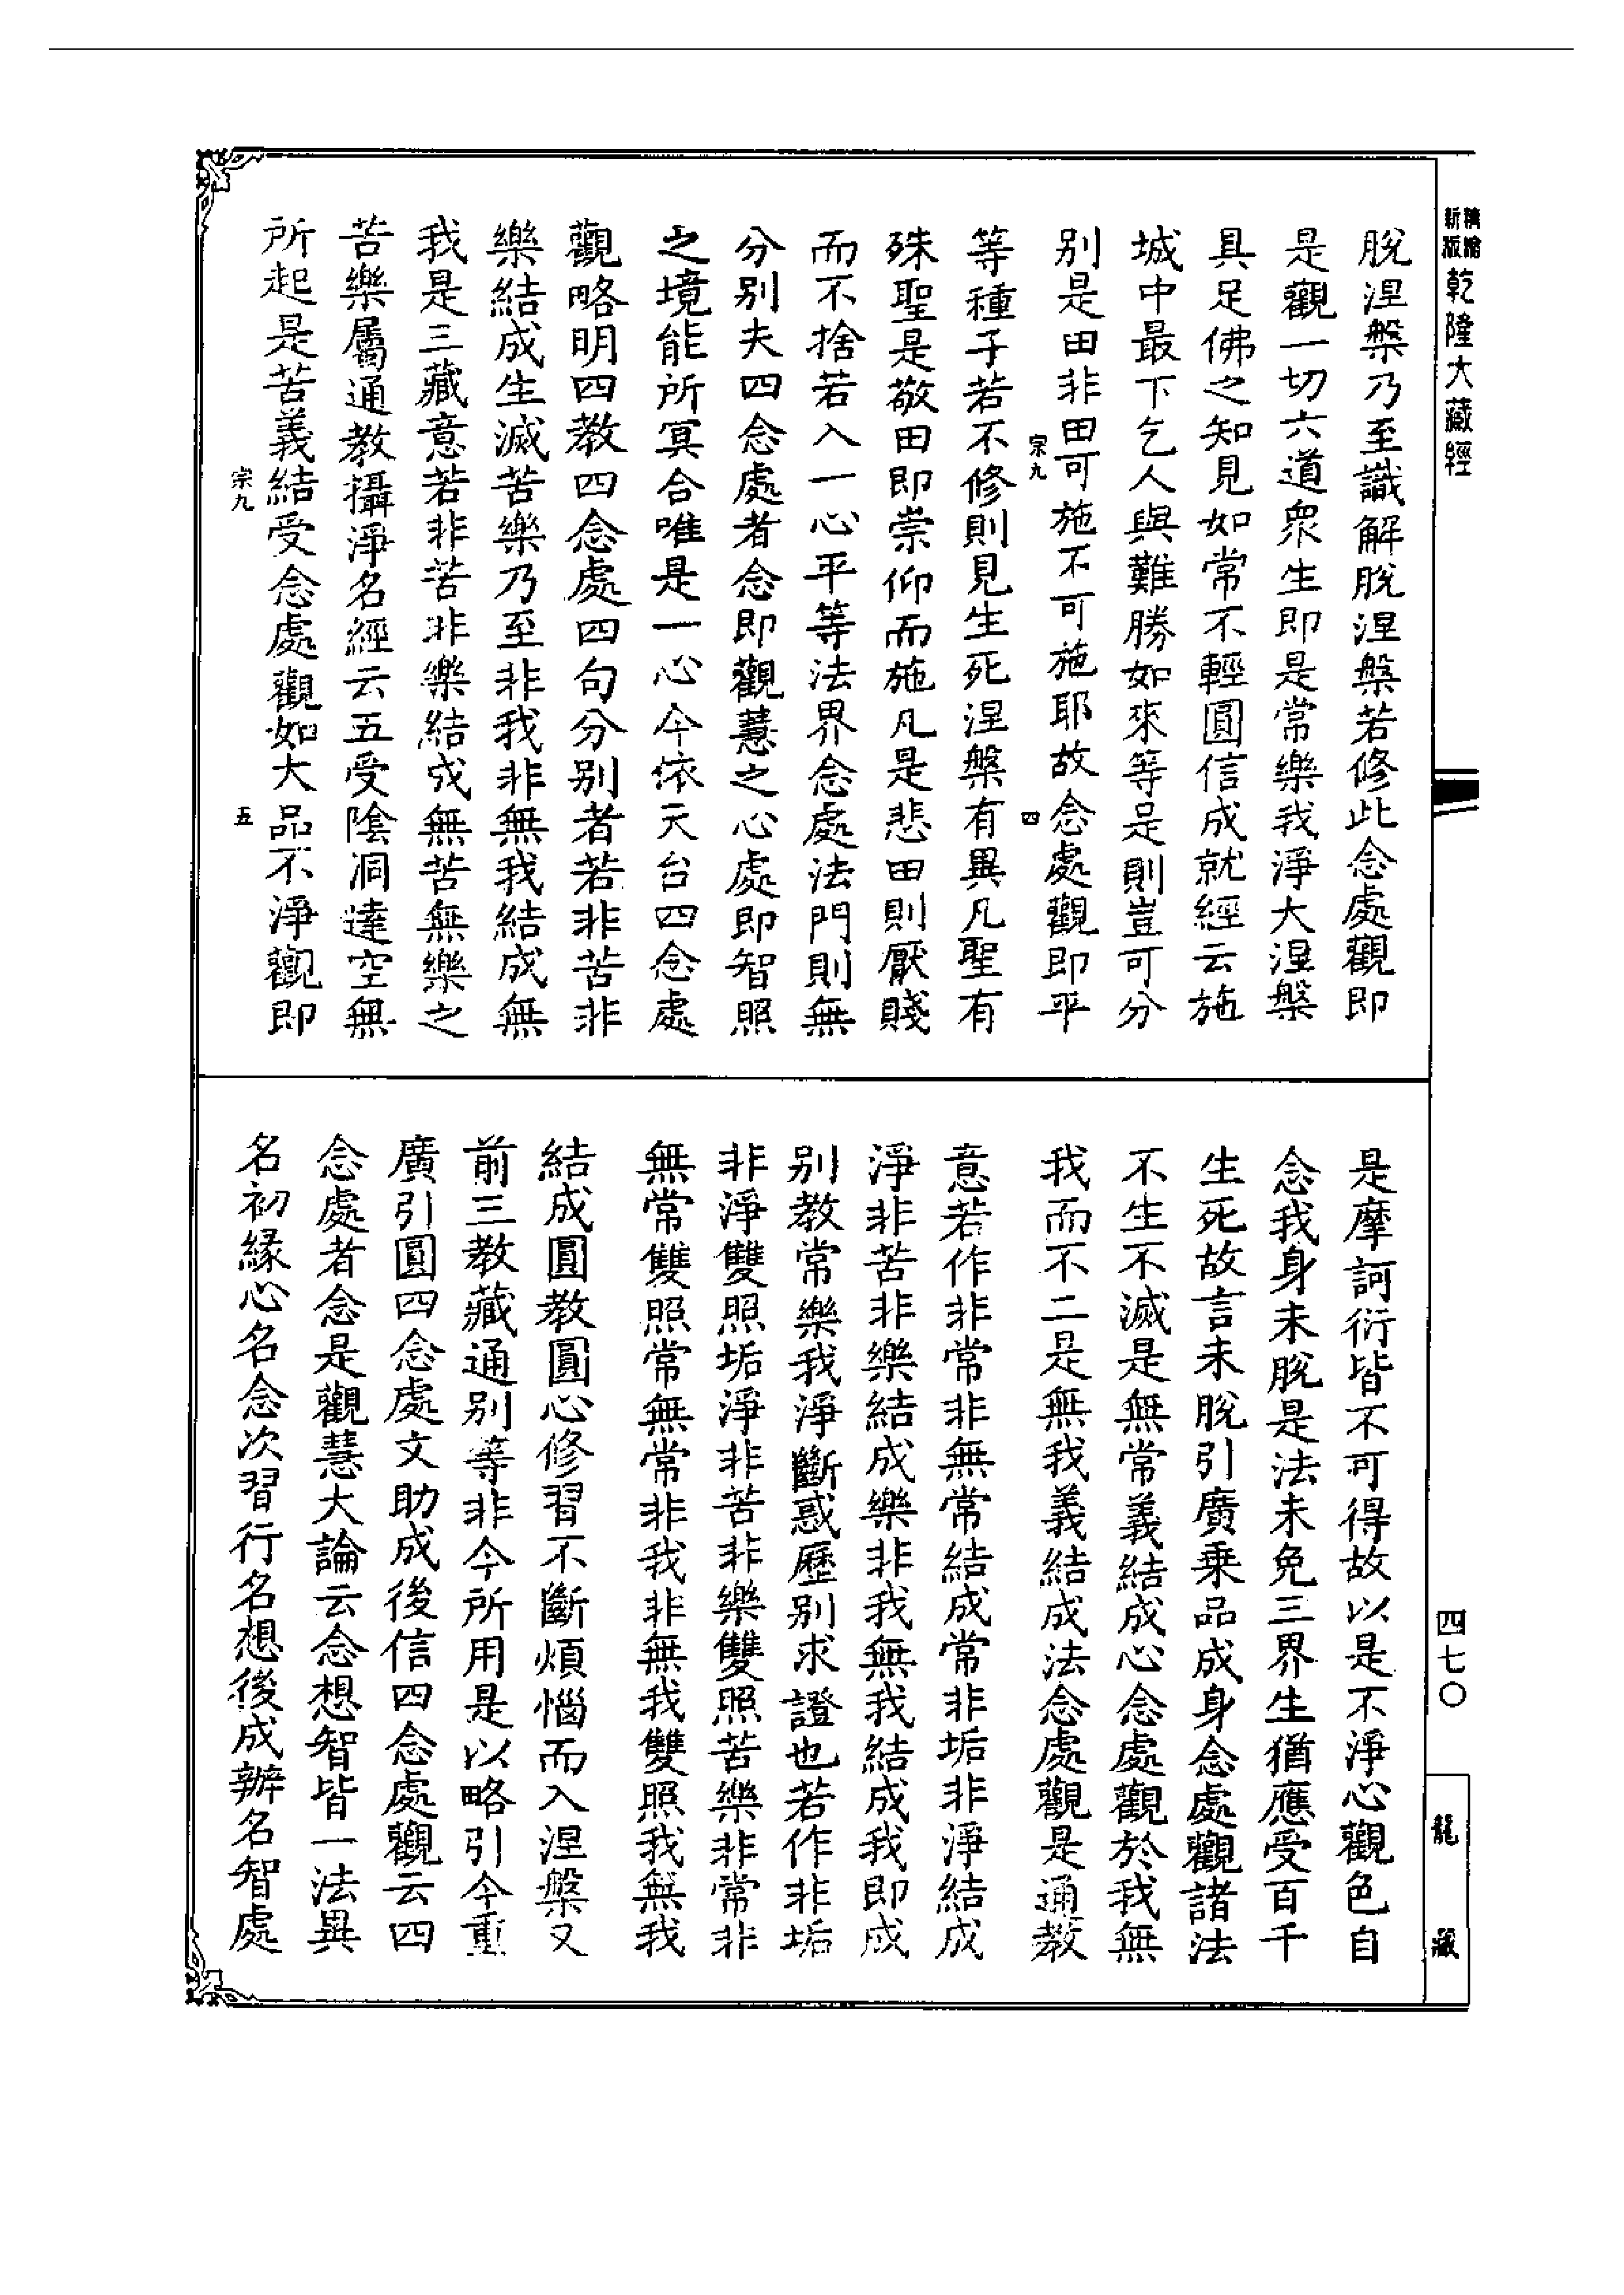 精繪
新版
乾隆大藏經
脫涅槃乃至識解脫涅槃若修此念處觀即
是觀一切六道眾生即是常樂我淨大涅槃
具足佛之知見如常不輕圓信成就經云施
城中最下乞人與難勝如來等是則豈可分
別是田非田可施不可施耶故念處觀即平
宗九
四
等種子若不修則見生死涅槃有異凡聖有
殊聖是敬田即崇仰而施凡是悲田則厭賤
而不捨若入一心平等法界念處法門則無
分別夫四念處者念即觀慧之心處即智照
之境能所冥合唯是一心今依天台四念處
觀略明四教四念處四句分別者若非苦非
樂結成生滅苦樂乃至非我非無我結成無
我是三藏意若非苦非樂結成無苦無樂之
苦樂屬通教攝淨名經云五受陰洞達空無
所起是苦義結受念處觀如大品不淨觀即
宗九
五
是摩訶衍皆不可得故以是不淨心觀色自
念我身未脫是法未免三界生猶應受百千
生死故言未脫引廣乘品成身念處觀諸法
不生不滅是無常義結成心念處觀於我無
我而不二是無我義結成法念處觀是通教
意若作非常非無常結成常非垢非淨結成
淨非苦非樂結成樂非我無我結成我即成
別教常樂我淨斷惑歷別求證也若作非垢
非淨雙照垢淨非苦非樂雙照苦樂非常非
無常雙照常無常非我非無我雙照我無我
結成圓教圓心修習不斷煩惱而入涅槃又
前三教藏通別等非今所用是以略引今重
廣引圓四念處文助成後信四念處觀云四
念處者念是觀慧大論云念想智皆一法異
名初緣心名念次習行名想後成辦名智處
四七〇
龍藏